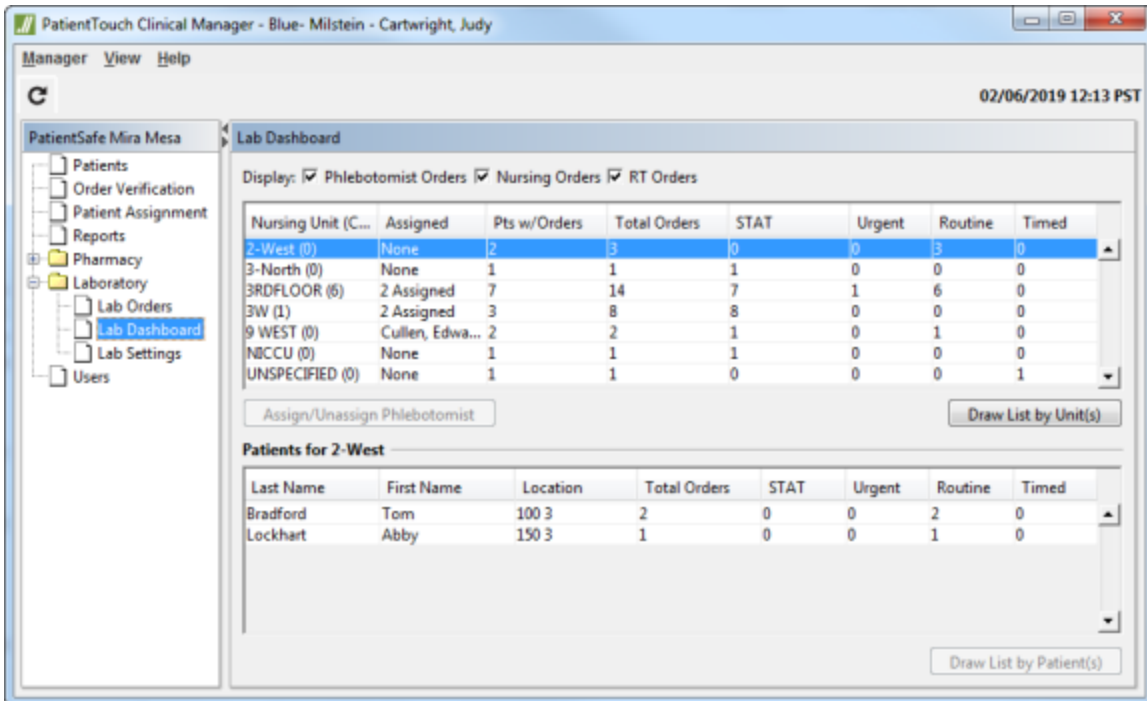 PatientTouch Clinical Manager - Blue- Milstein - Cartwright, Judy
Manager View Help
02/06/2019 12:13 PST
PatientSafe Mira Mesa
Patients
Order Verification
Patient Assignment
Reports
Pharmacy
Laboratory
Lab Orders
Lab Dashboard
Lab Settings
Users
Lab Dashboard
Display: Phlebotomist Orders Nursing Orders RT Orders
Nursing Unit (C... Assigned Pts w/Orders Total Orders STAT Urgent Routine Timed
2-West (0) None 2 3 0 0 3 0
3-North (0) None 1 1 1 0 0 0
3RDFLOOR (6) 2 Assigned 7 14 7 1 6 0
3W (1) 2 Assigned 3 8 8 0 0 0
9 WEST (0) Cullen, Edwa... 2 2 1 0 1 0
NICCU (0) None 1 1 1 0 0 0
UNSPECIFIED (0) None 1 1 0 0 0 1
Assign/Unassign Phlebotomist Draw List by Unit(s)
Patients for 2-West
Last Name First Name Location Total Orders STAT Urgent Routine Timed
Bradford Tom 100 3 2 0 0 2 0
Lockhart Abby 150 3 1 0 0 1 0
Draw List by Patient(s)